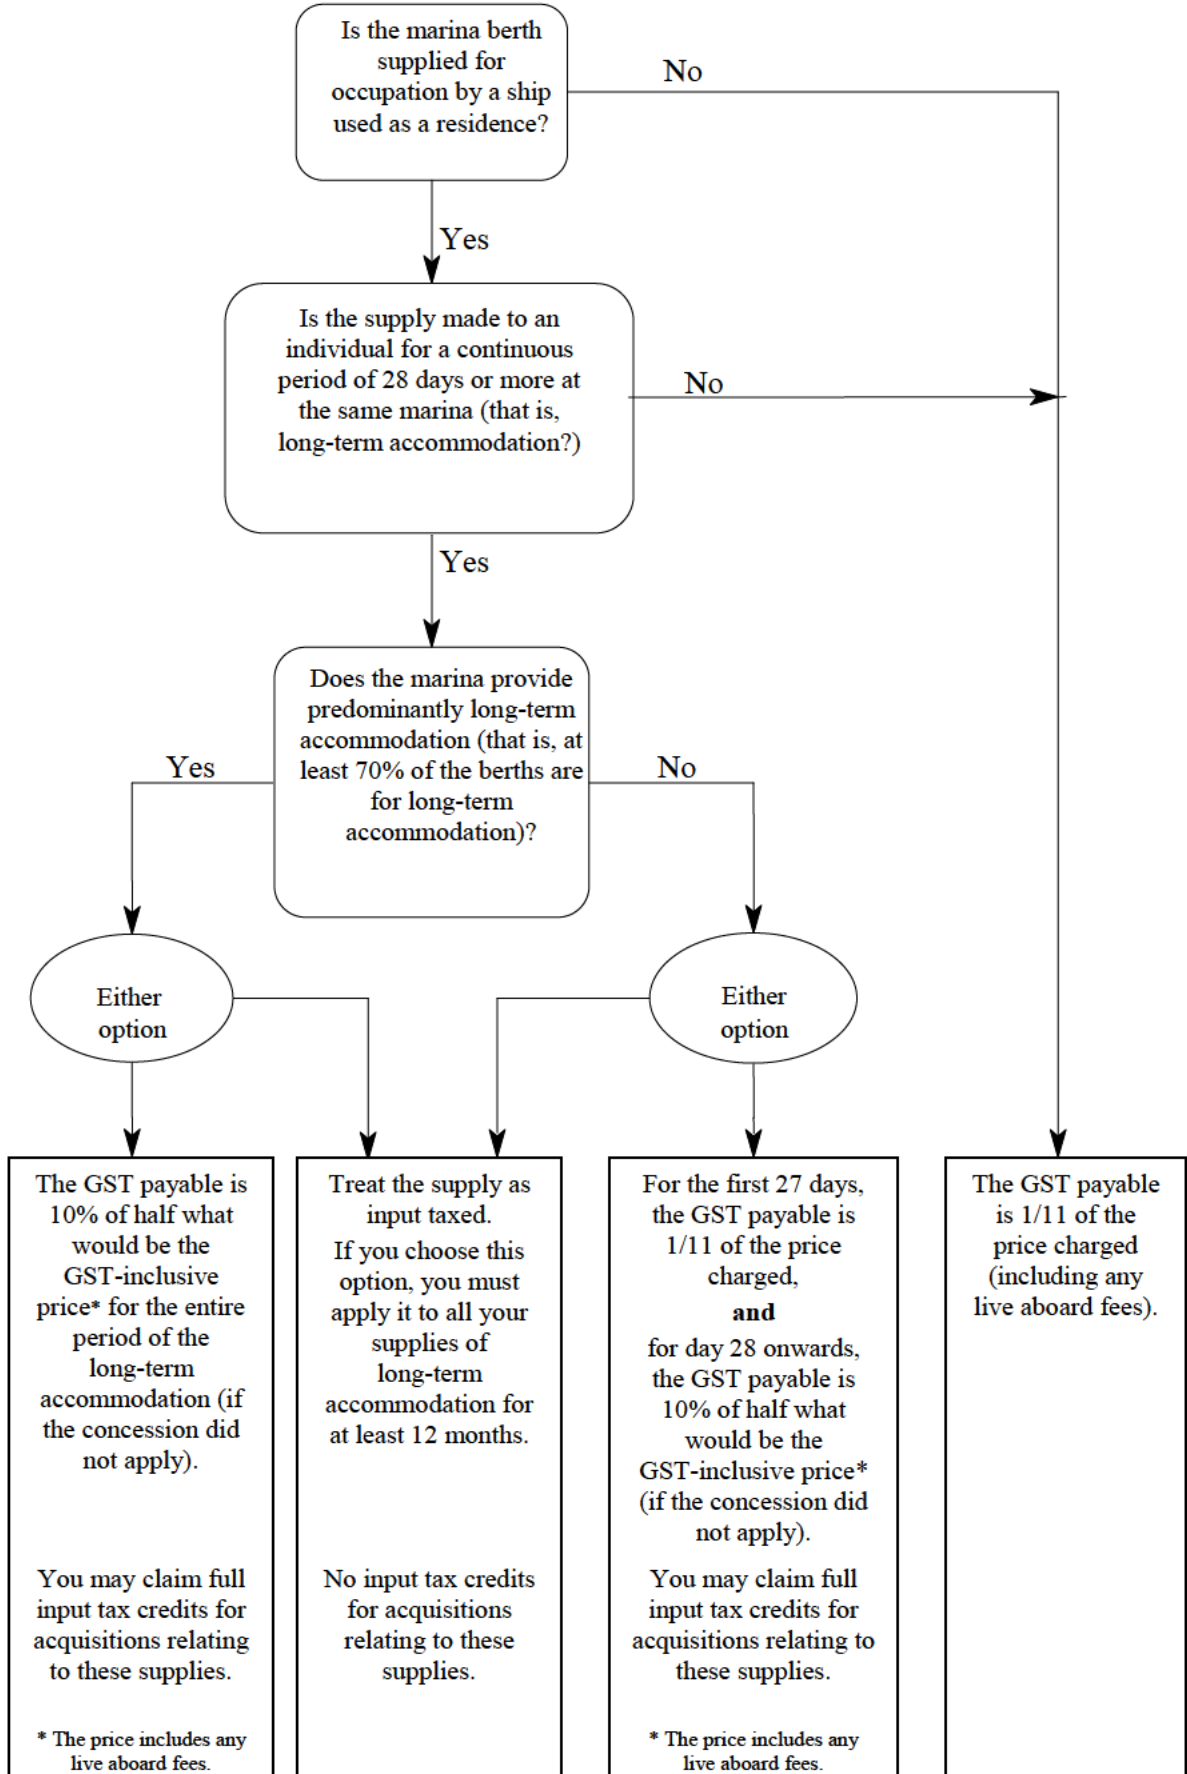 Is the marina berth
supplied for
occupation by a ship
used as a residence?
No
Yes
Is the supply made to an
individual for a continuous
period of 28 days or more at
the same marina (that is,
long-term accommodation?)
No
Yes
Does the marina provide
predominantly long-term
accommodation (that is, at
least 70% of the berths are
for long-term
accommodation)?
Yes
No
Either
option
Either
option
The GST payable is
10% of half what
would be the
GST-inclusive
price* for the entire
period of the
long-term
accommodation (if
the concession did
not apply).
You may claim full
input tax credits for
acquisitions relating
to these supplies.
* The price includes any
live aboard fees.
Treat the supply as
input taxed.
If you choose this
option, you must
apply it to all your
supplies of
long-term
accommodation for
at least 12 months.
No input tax credits
for acquisitions
relating to these
supplies.
For the first 27 days,
the GST payable is
1/11 of the price
charged,
and
for day 28 onwards,
the GST payable is
10% of half what
would be the
GST-inclusive price*
(if the concession did
not apply).
You may claim full
input tax credits for
acquisitions relating to
these supplies.
* The price includes any
live aboard fees.
The GST payable
is 1/11 of the
price charged
(including any
live aboard fees).